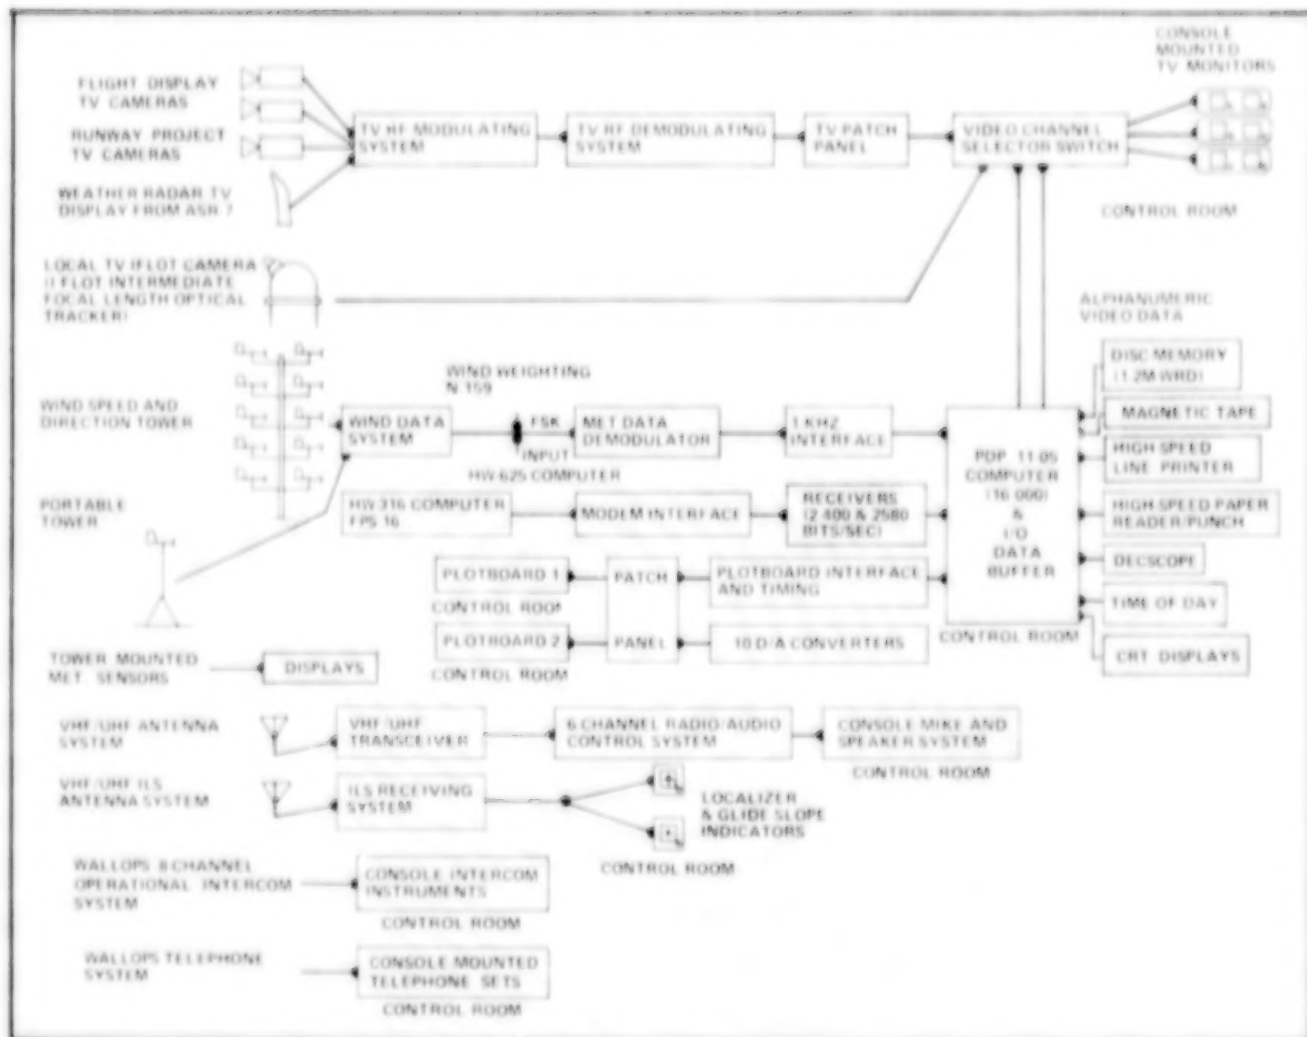 CONSOLE
MOUNTED
TV MONITORS
FLIGHT DISPLAY
TV CAMERAS
RUNWAY PROJECT
TV CAMERAS
TV RF MODULATING
SYSTEM
TV RF DEMODULATING
SYSTEM
TV PATCH
PANEL
VIDEO CHANNEL
SELECTOR SWITCH
WEATHER RADAR TV
DISPLAY FROM ASR 7
CONTROL ROOM
LOCAL TV IFLOT CAMERA
(IFLOT INTERMEDIATE
FOCAL LENGTH OPTICAL
TRACKER)
ALPHANUMERIC
VIDEO DATA
WIND SPEED AND
DIRECTION TOWER
WIND DATA
SYSTEM
WIND WEIGHTING
N 159
FSK
INPUT
HW 625 COMPUTER
MET DATA
DEMODULATOR
1 KHZ
INTERFACE
PDP 11 05
COMPUTER
(16 000)
&
I/O
DATA
BUFFER
CONTROL ROOM
DISC MEMORY
(1.2M WRD)
MAGNETIC TAPE
HIGH SPEED
LINE PRINTER
HIGH SPEED PAPER
READER/PUNCH
DECSCOPE
TIME OF DAY
CRT DISPLAYS
PORTABLE
TOWER
HW 316 COMPUTER
FPS 16
MODEM INTERFACE
RECEIVERS
(2 400 & 2580
BITS/SEC)
PLOTBOARD 1
CONTROL ROOM
PLOTBOARD 2
CONTROL ROOM
PATCH
PANEL
PLOTBOARD INTERFACE
AND TIMING
10 D/A CONVERTERS
TOWER MOUNTED
MET. SENSORS
DISPLAYS
VHF/UHF ANTENNA
SYSTEM
VHF/UHF
TRANSCEIVER
6 CHANNEL RADIO/AUDIO
CONTROL SYSTEM
CONSOLE MIKE AND
SPEAKER SYSTEM
CONTROL ROOM
VHF/UHF ILS
ANTENNA SYSTEM
ILS RECEIVING
SYSTEM
LOCALIZER
& GLIDE SLOPE
INDICATORS
CONTROL ROOM
WALLOPS 8 CHANNEL
OPERATIONAL INTERCOM
SYSTEM
CONSOLE INTERCOM
INSTRUMENTS
CONTROL ROOM
WALLOPS TELEPHONE
SYSTEM
CONSOLE MOUNTED
TELEPHONE SETS
CONTROL ROOM